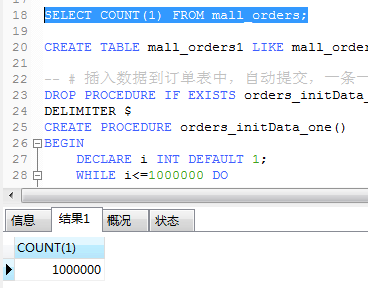 18 SELECT COUNT(1) FROM mall_orders;
19
20 CREATE TABLE mall_orders1 LIKE mall_order
21
22 -- # 插入数据到订单表中，自动提交，一条一
23 DROP PROCEDURE IF EXISTS orders_initData_
24 DELIMITER $
25 CREATE PROCEDURE orders_initData_one()
26 BEGIN
27 DECLARE i INT DEFAULT 1;
28 WHILE i<=1000000 DO
信息 结果1 概况 状态
COUNT(1)
1000000